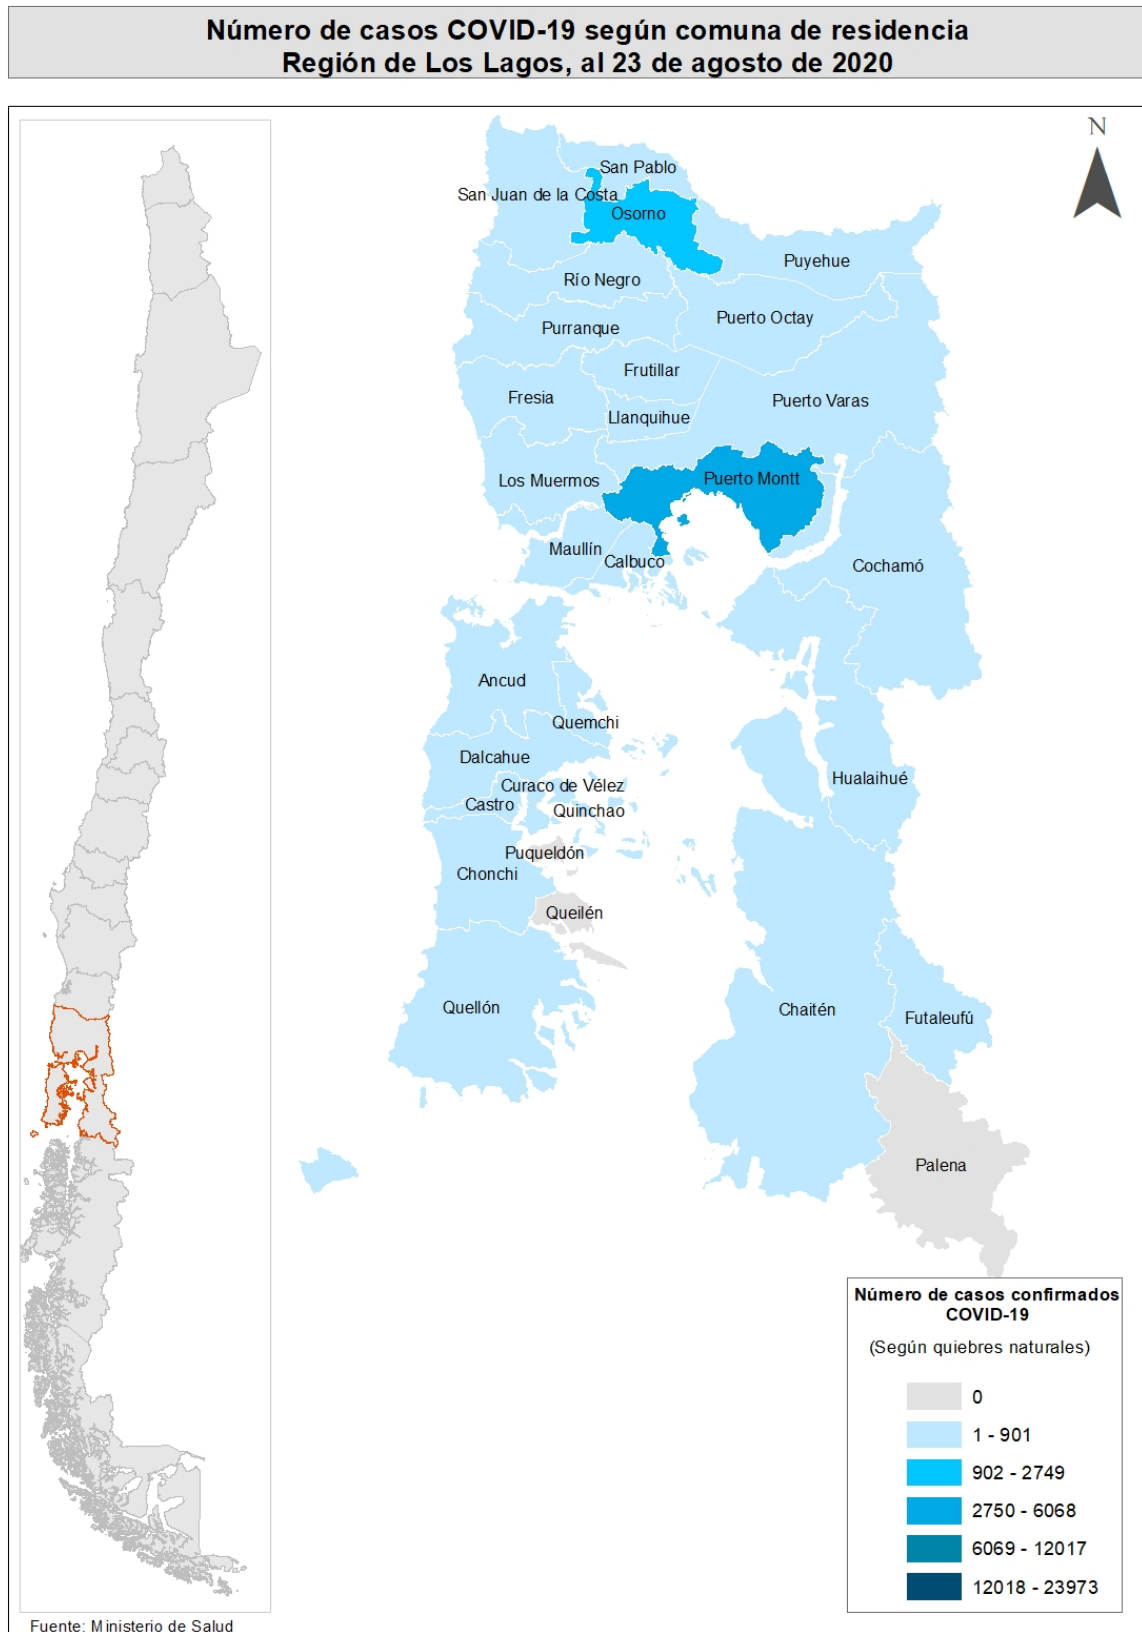 Número de casos COVID-19 según comuna de residencia
Región de Los Lagos, al 23 de agosto de 2020
N
San Pablo
San Juan de la Costa
Osorno
Puyehue
Río Negro
Puerto Octay
Purranque
Frutillar
Fresia
Puerto Varas
Llanquihue
Puerto Montt
Los Muermos
Maullín
Calbuco
Cochamó
Ancud
Quemchi
Dalcahue
Hualaihué
Curaco de Vélez
Castro
Quinchao
Puqueldón
Chonchi
Queilén
Quellón
Chaitén
Futaleufú
Palena
Número de casos confirmados
COVID-19
(Según quiebres naturales)
0
1 - 901
902 - 2749
2750 - 6068
6069 - 12017
12018 - 23973
Fuente: Ministerio de Salud